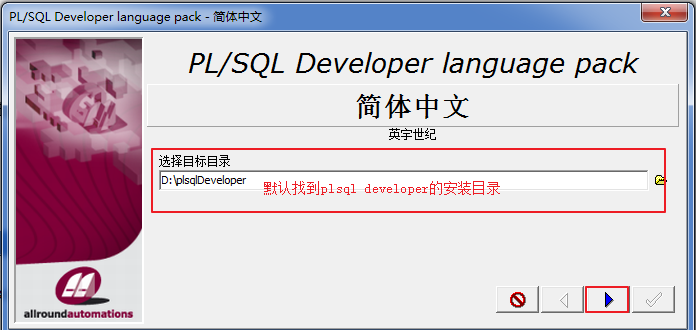 PL/SQL Developer language pack - 简体中文
PL/SQL Developer language pack
简体中文
英宇世纪
选择目标目录
D:\plsqlDeveloper
默认找到plsql developer的安装目录
allroundautomations